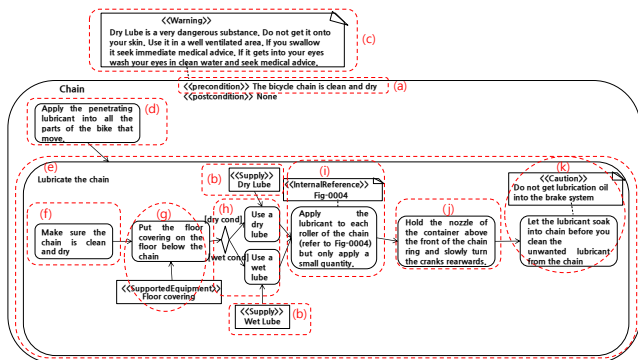 <<Warning>>
Dry Lube is a very dangerous substance. Do not get it onto
your skin. Use it in a well ventilated area. If you swallow
it seek immediate medical advice. If it gets into your eyes
wash your eyes in clean water and seek medical advice.
(c)
Chain
<<precondition>> The bicycle chain is clean and dry
(a)
<<postcondition>> None
Apply the penetrating
lubricant into all the
parts of the bike that
move.
(d)
(e)
Lubricate the chain
(f)
Make sure the
chain is clean
and dry
(g)
Put the floor
covering on the
floor below the
chain
<<SupportedEquipment>>
Floor covering
(b)
<<Supply>>
Dry Lube
(h)
[dry cond]
Use a
dry
lube
[wet cond]
Use a
wet
lube
<<Supply>>
Wet Lube
(b)
(i)
<<InternalReference>>
Fig-0004
Apply the
lubricant to each
roller of the chain
(refer to Fig-0004)
but only apply a
small quantity.
(j)
Hold the nozzle of
the container above
the front of the chain
ring and slowly turn
the cranks rearwards.
(k)
<<Caution>>
Do not get lubrication oil
into the brake system
Let the lubricant soak
into chain before you
clean the
unwanted lubricant
from the chain